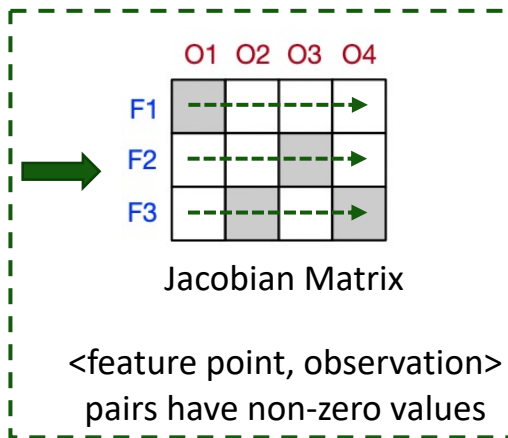 O1 O2 O3 O4
F1
F2
F3
Jacobian Matrix
<feature point, observation>
pairs have non-zero values